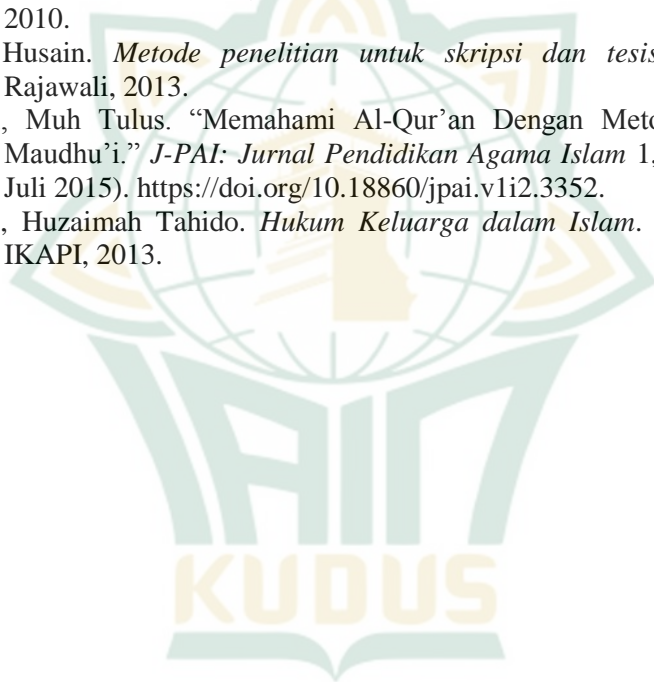 2010.
Husain. Metode penelitian untuk skripsi dan tesis
Rajawali, 2013.
, Muh Tulus. “Memahami Al-Qur’an Dengan Meto
Maudhu’i.” J-PAI: Jurnal Pendidikan Agama Islam 1,
Juli 2015). https://doi.org/10.18860/jpai.v1i2.3352.
, Huzaimah Tahido. Hukum Keluarga dalam Islam.
IKAPI, 2013.
IAIN
KUDUS